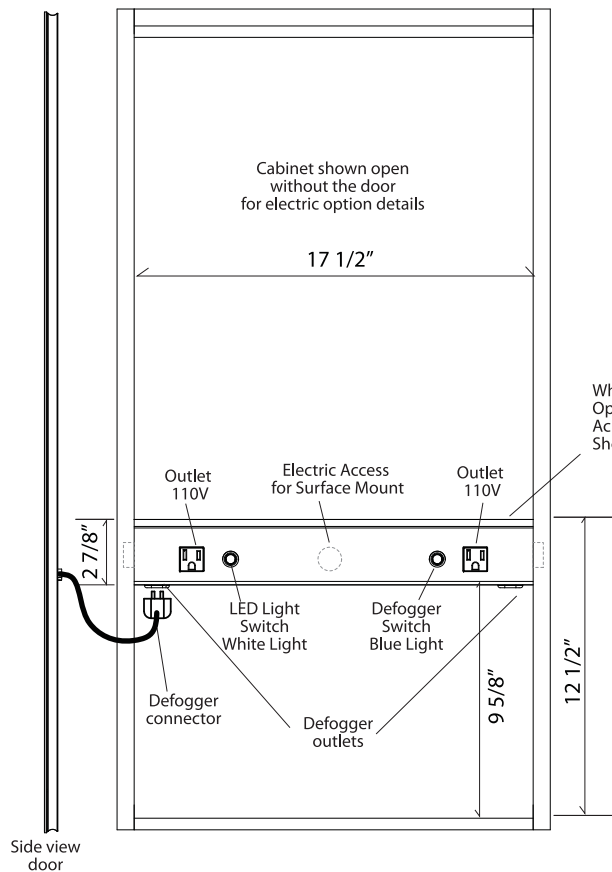 Cabinet shown open
without the door
for electric option details
17 1/2”
Outlet
110V
Electric Access
for Surface Mount
Outlet
110V
2 7/8”
LED Light
Switch
White Light
Defogger
Switch
Blue Light
Defogger
connector
Defogger
outlets
9 5/8”
12 1/2”
Side view
door